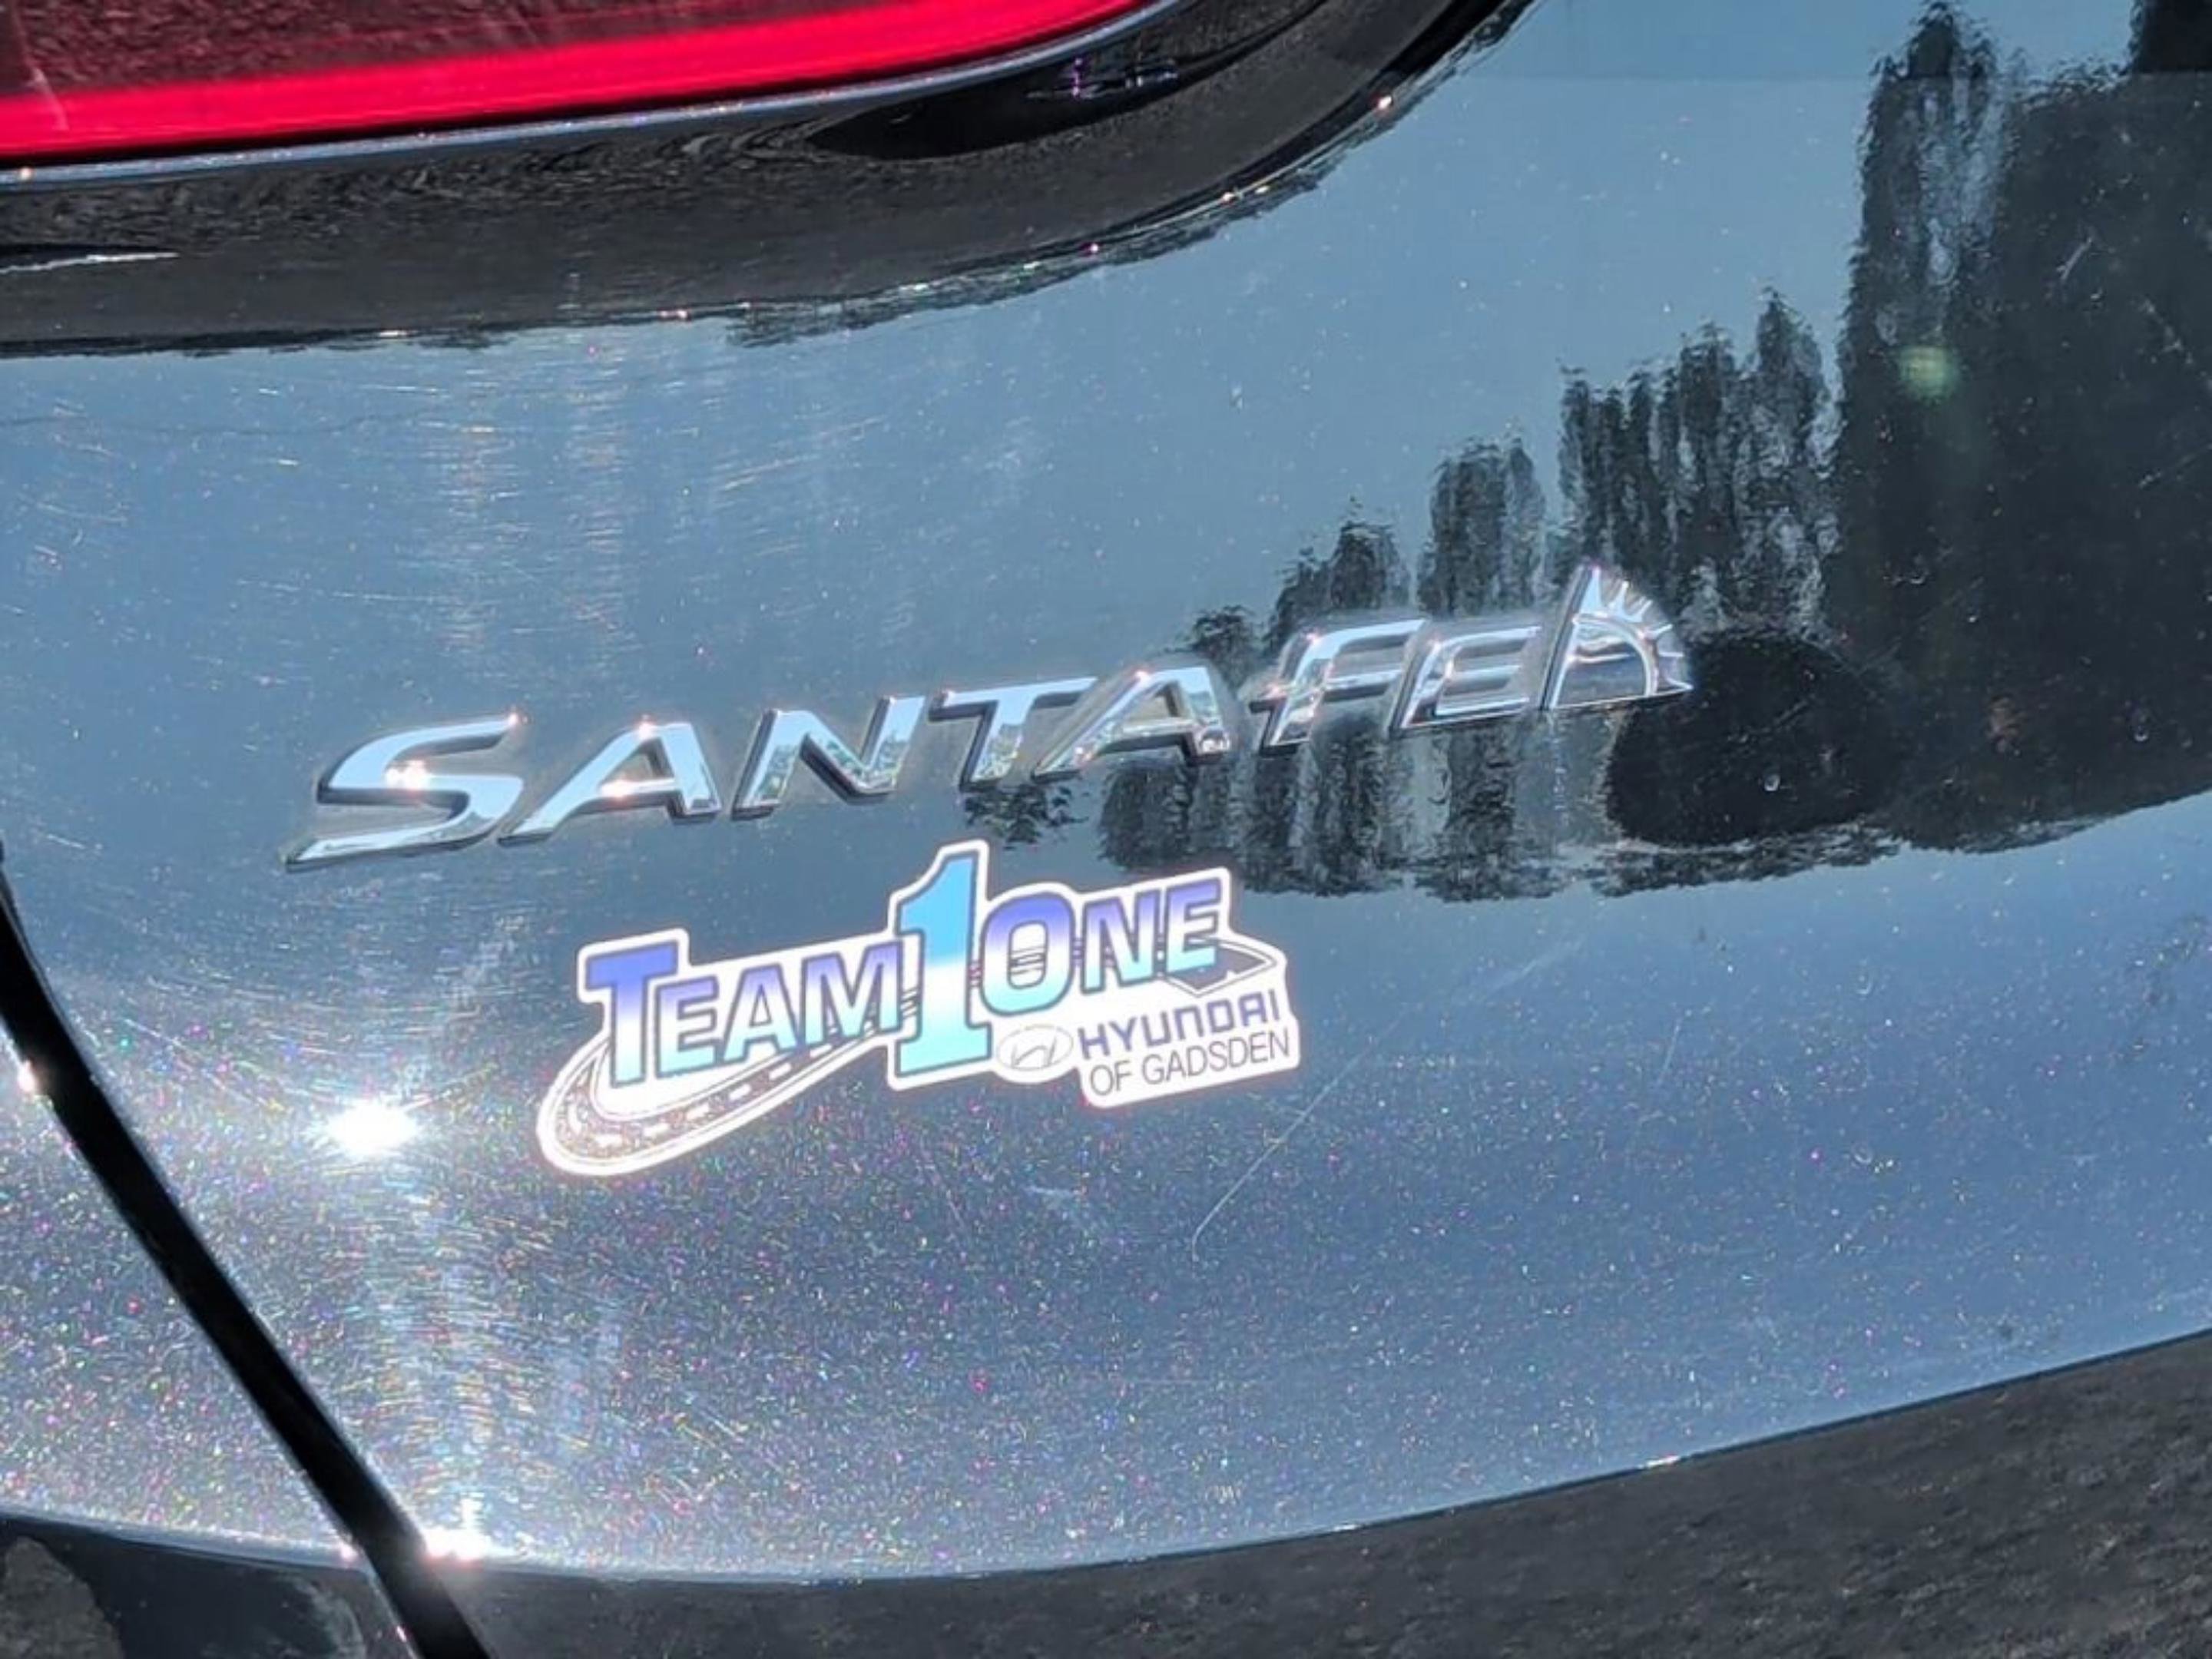 SANTA FE
TEAM 1 ONE
HYUNDAI
OF GADSDEN